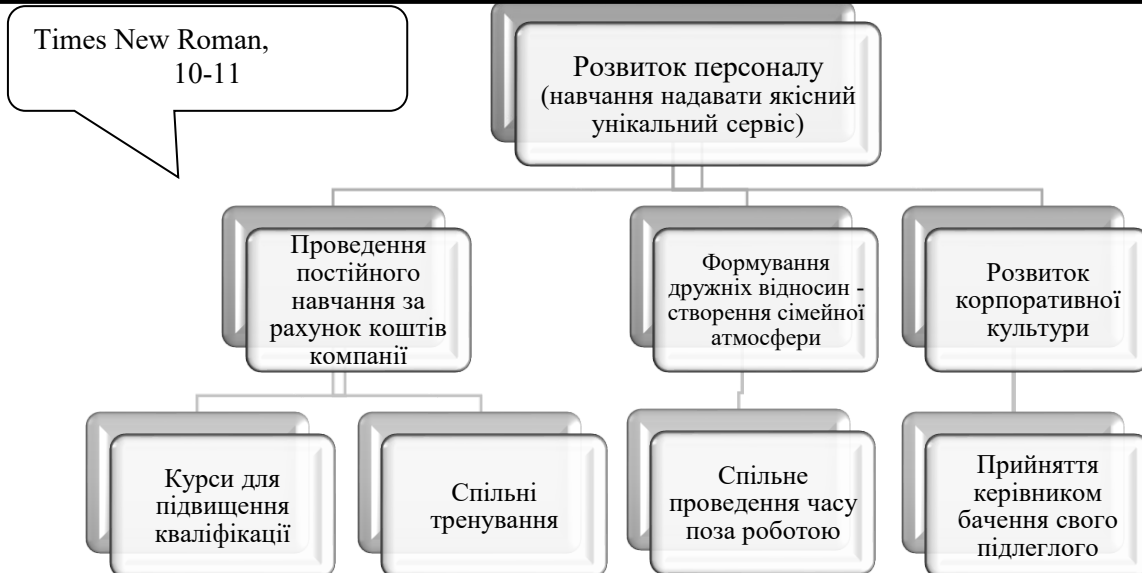 Times New Roman,
10-11
Розвиток персоналу
(навчання надавати якісний
унікальний сервіс)
Проведення
постійного
навчання за
рахунок коштів
компанії
Формування
дружніх відносин -
створення сімейної
атмосфери
Розвиток
корпоративної
культури
Курси для
підвищення
кваліфікації
Спільні
тренування
Спільне
проведення часу
поза роботою
Прийняття
керівником
бачення свого
підлеглого